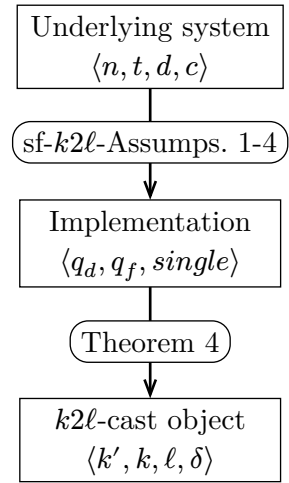 Underlying system
⟨n, t, d, c⟩
sf-k2ℓ-Assumps. 1-4
Implementation
⟨q_d, q_f, single⟩
Theorem 4
k2ℓ-cast object
⟨k′, k, ℓ, δ⟩